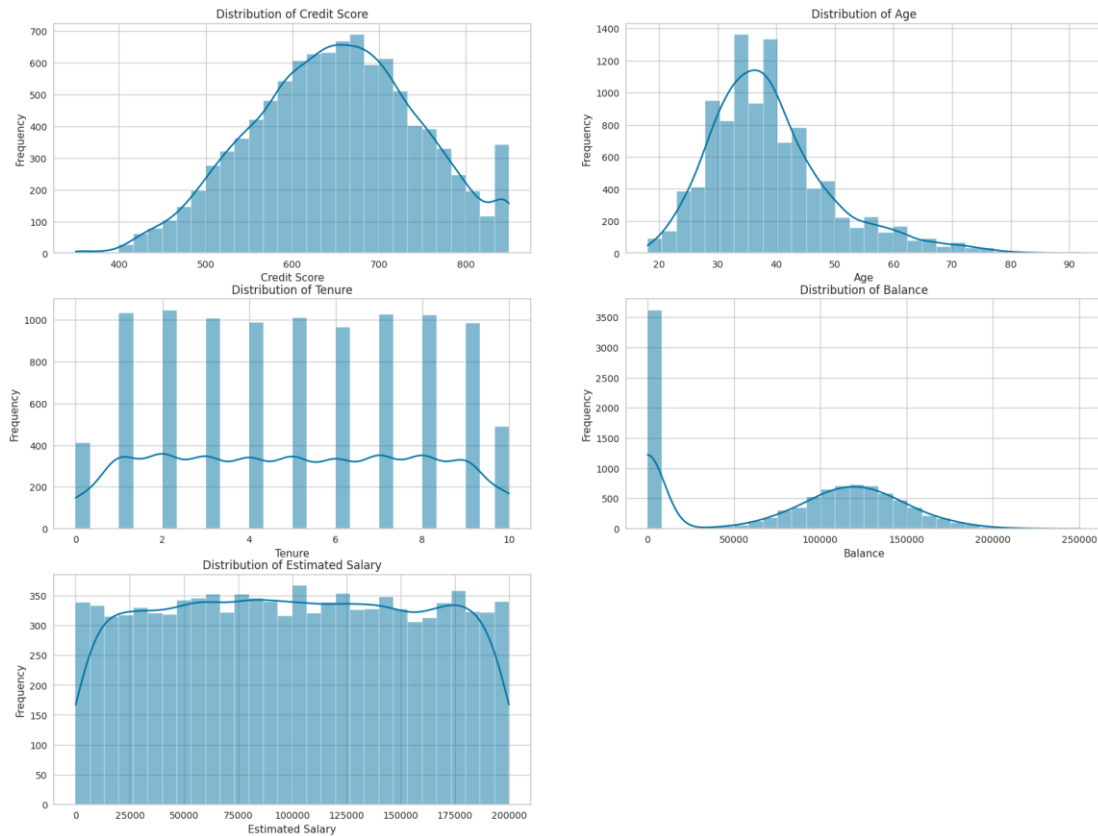 Distribution of Credit Score
700
600
500
400
300
200
100
0
Frequency
400 500 600 700 800
Credit Score
Distribution of Age
1400
1200
1000
800
600
400
200
0
Frequency
20 30 40 50 60 70 80 90
Age
Distribution of Tenure
1000
800
600
400
200
0
Frequency
0 2 4 6 8 10
Tenure
Distribution of Balance
3500
3000
2500
2000
1500
1000
500
0
Frequency
0 50000 100000 150000 200000 250000
Balance
Distribution of Estimated Salary
350
300
250
200
150
100
50
0
Frequency
0 25000 50000 75000 100000 125000 150000 175000 200000
Estimated Salary